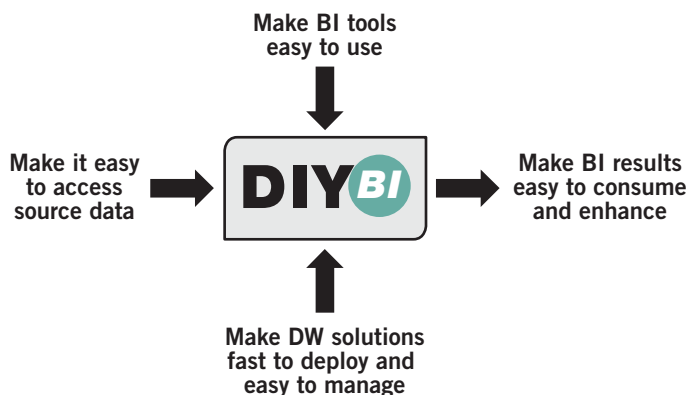 Make BI tools
easy to use
Make it easy
to access
source data
DIY BI
Make BI results
easy to consume
and enhance
Make DW solutions
fast to deploy and
easy to manage